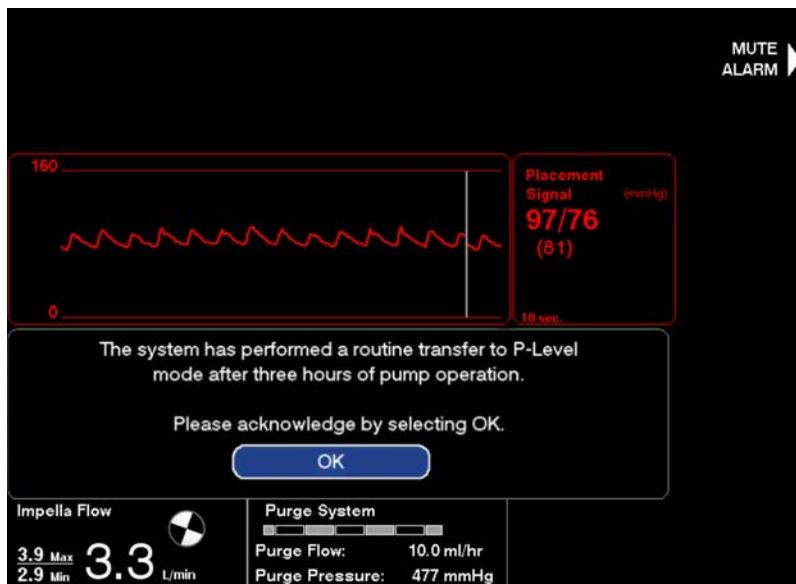 MUTE
ALARM
160
0
Placement
Signal (mmHg)
97/76
(81)
10 sec.
The system has performed a routine transfer to P-Level
mode after three hours of pump operation.
Please acknowledge by selecting OK.
OK
Impella Flow
3.9 Max
2.9 Min
3.3 L/min
Purge System
Purge Flow: 10.0 ml/hr
Purge Pressure: 477 mmHg